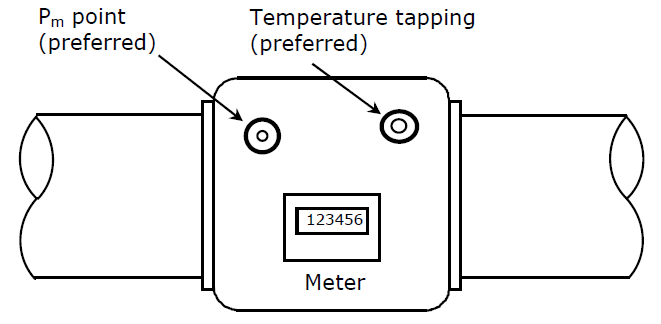 Pm point
(preferred)
Temperature tapping
(preferred)
123456
Meter